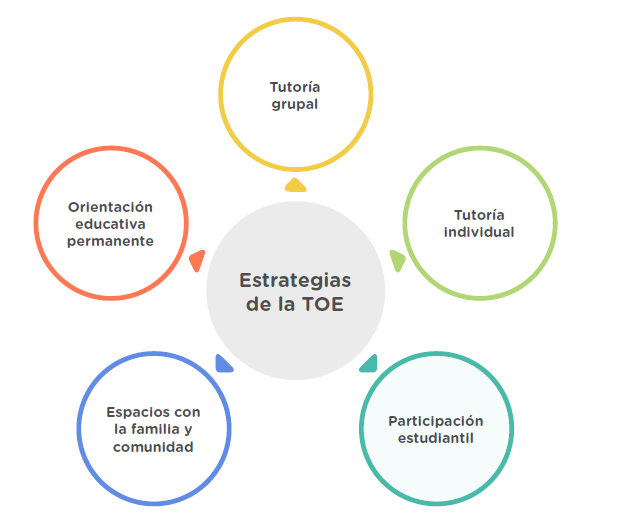 Tutoría
grupal
Orientación
educativa
permanente
Tutoría
individual
Estrategias
de la TOE
Espacios con
la familia y
comunidad
Participación
estudiantil